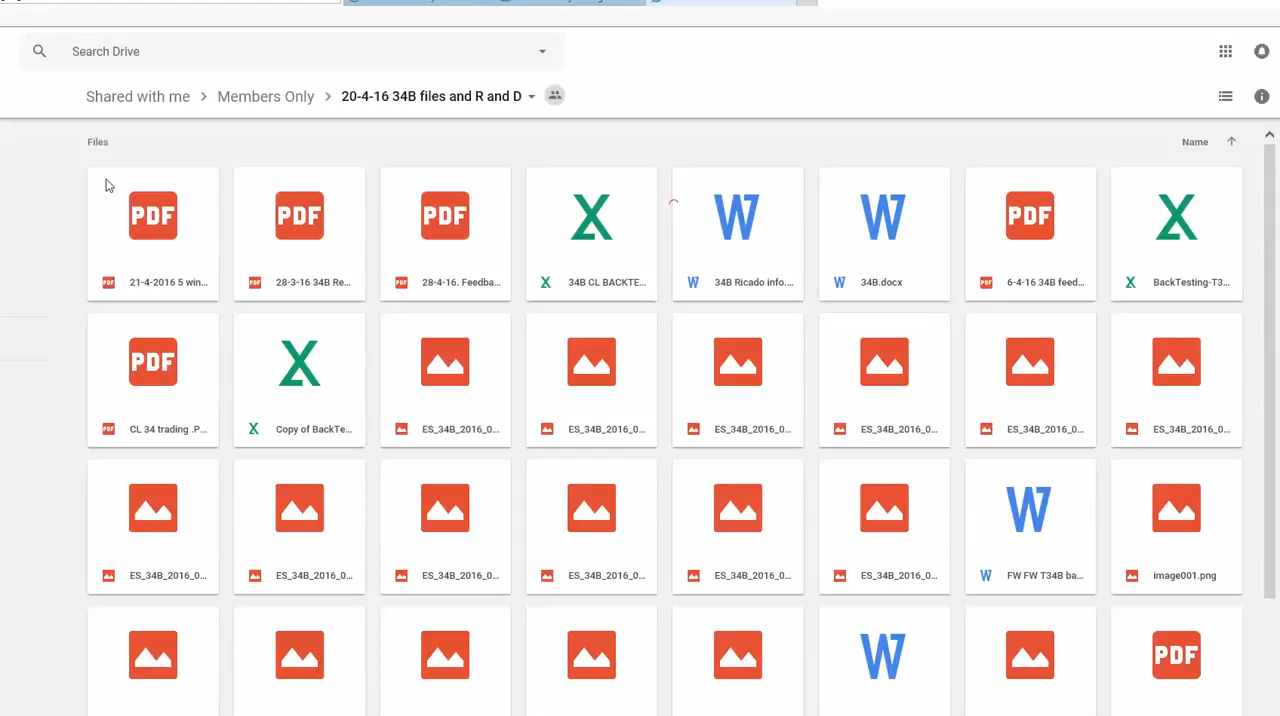 Search Drive
Shared with me > Members Only > 20-4-16 34B files and R and D
Files Name
PDF PDF PDF X W W PDF X
21-4-2016 5 win... 28-3-16 34B Re... 28-4-16. Feedba... 34B CL BACKTE... 34B Ricado info.... 34B.docx 6-4-16 34B feed... BackTesting-T3...
PDF X
CL 34 trading .P... Copy of BackTe... ES_34B_2016_0... ES_34B_2016_0... ES_34B_2016_0... ES_34B_2016_0... ES_34B_2016_0... ES_34B_2016_0...
W
ES_34B_2016_0... ES_34B_2016_0... ES_34B_2016_0... ES_34B_2016_0... ES_34B_2016_0... ES_34B_2016_0... FW FW T34B ba... image001.png
W PDF